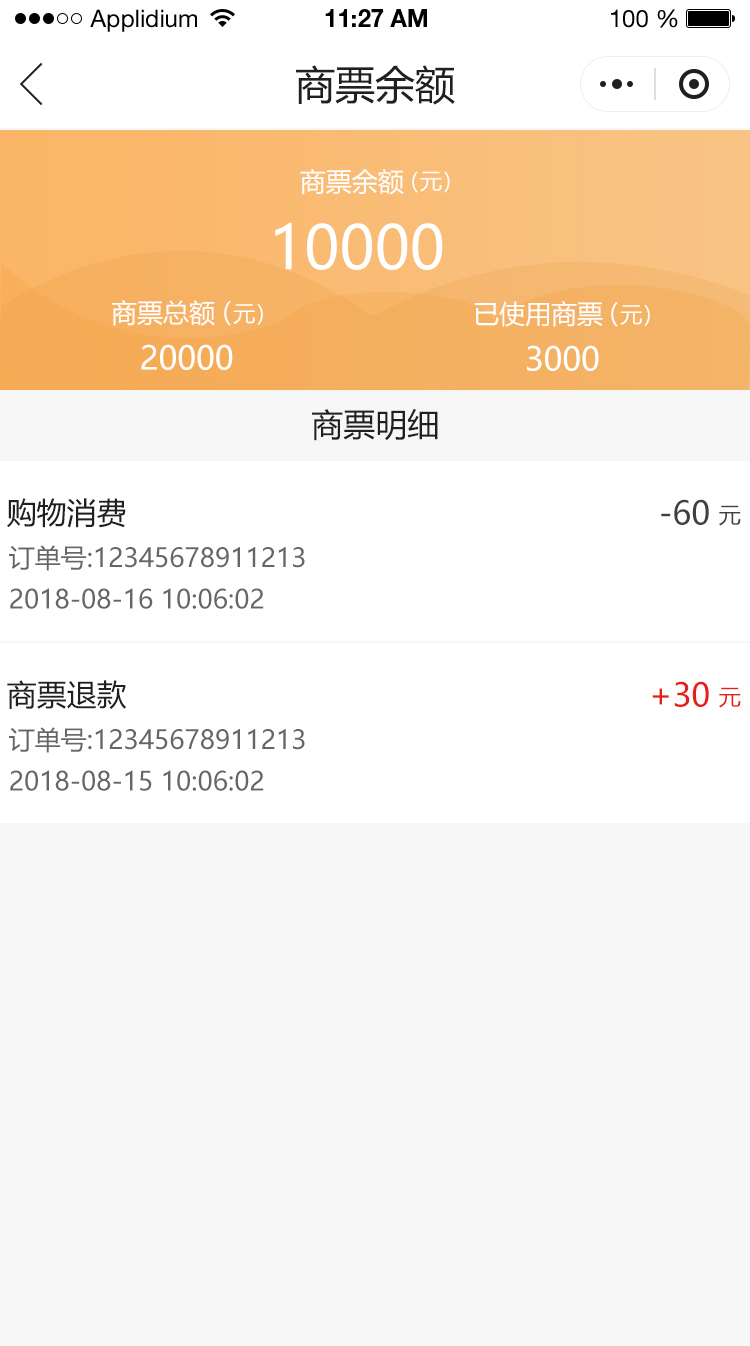 Applidium 11:27 AM 100 %
商票余额
商票余额 (元)
10000
商票总额 (元) 已使用商票 (元)
20000 3000
商票明细
购物消费 -60 元
订单号:12345678911213
2018-08-16 10:06:02
商票退款 +30 元
订单号:12345678911213
2018-08-15 10:06:02